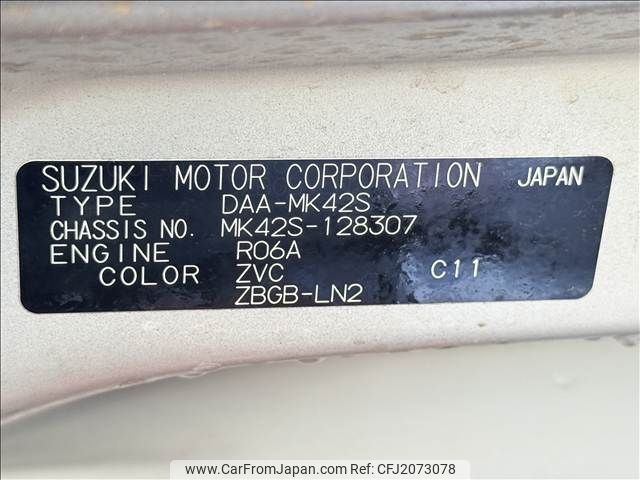 SUZUKI MOTOR CORPORATION JAPAN
TYPE DAA-MK42S
CHASSIS NO. MK42S-128307
ENGINE R06A
COLOR ZVC C11
ZBGB-LN2
www.CarFromJapan.com | Ref. No: CFJ2073078